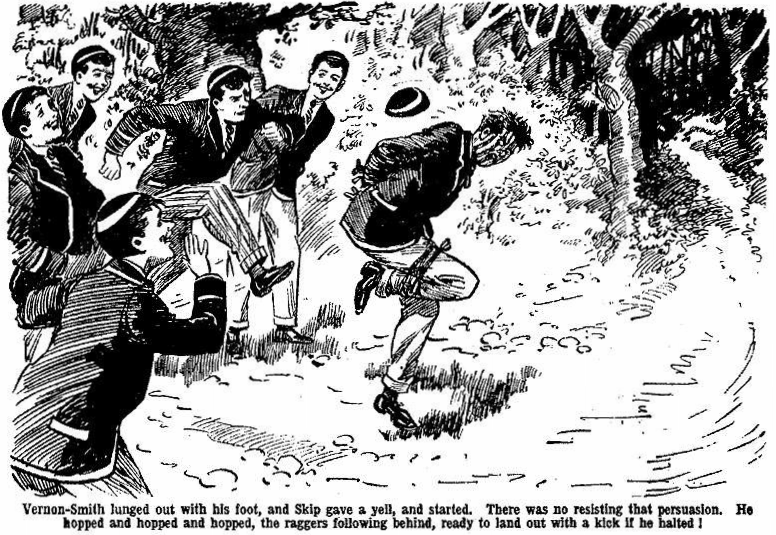 Vernon-Smith lunged out with his foot, and Skip gave a yell, and started. There was no resisting that persuasion. He
hopped and hopped and hopped, the raggers following behind, ready to land out with a kick if he halted!